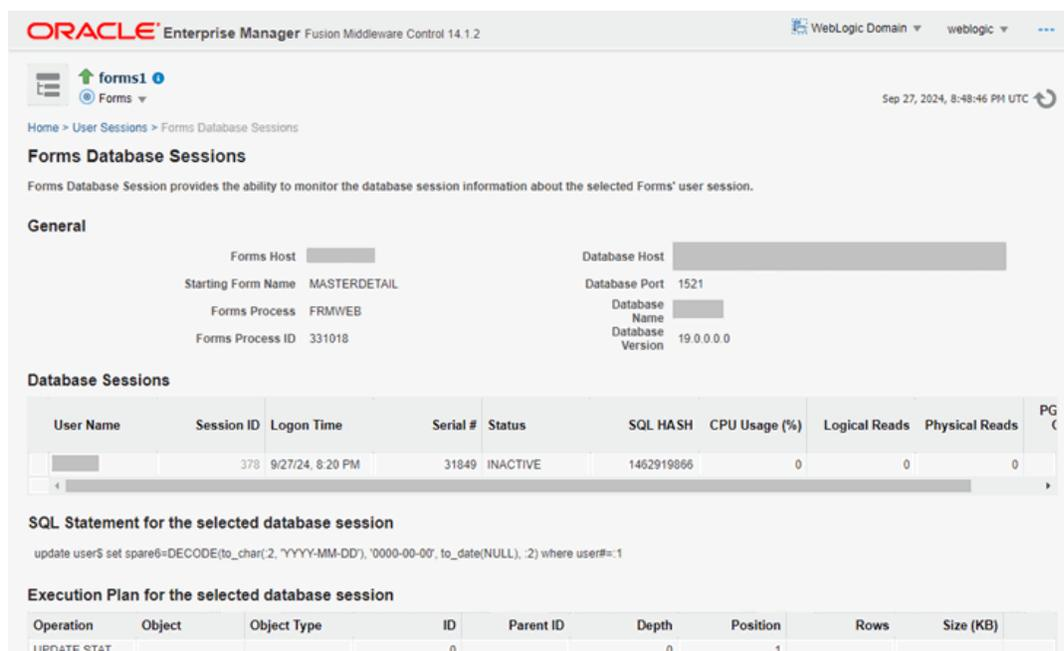 ORACLE Enterprise Manager Fusion Middleware Control 14.1.2 WebLogic Domain weblogic
forms1
Forms
Sep 27, 2024, 8:48:46 PM UTC
Home > User Sessions > Forms Database Sessions
Forms Database Sessions
Forms Database Session provides the ability to monitor the database session information about the selected Forms' user session.
General
Forms Host
Database Host
Starting Form Name MASTERDETAIL
Database Port 1521
Forms Process FRMWEB
Database
Name
Forms Process ID 331018
Database
Version 19.0.0.0.0
Database Sessions
User Name Session ID Logon Time Serial # Status SQL HASH CPU Usage (%) Logical Reads Physical Reads PG
378 9/27/24, 8:20 PM 31849 INACTIVE 1462919866 0 0 0
SQL Statement for the selected database session
update user$ set spare6=DECODE(to_char(:2, 'YYYY-MM-DD'), '0000-00-00', to_date(NULL), :2) where user#=:1
Execution Plan for the selected database session
Operation Object Object Type ID Parent ID Depth Position Rows Size (KB)
UPDATE STAT 0 0 1